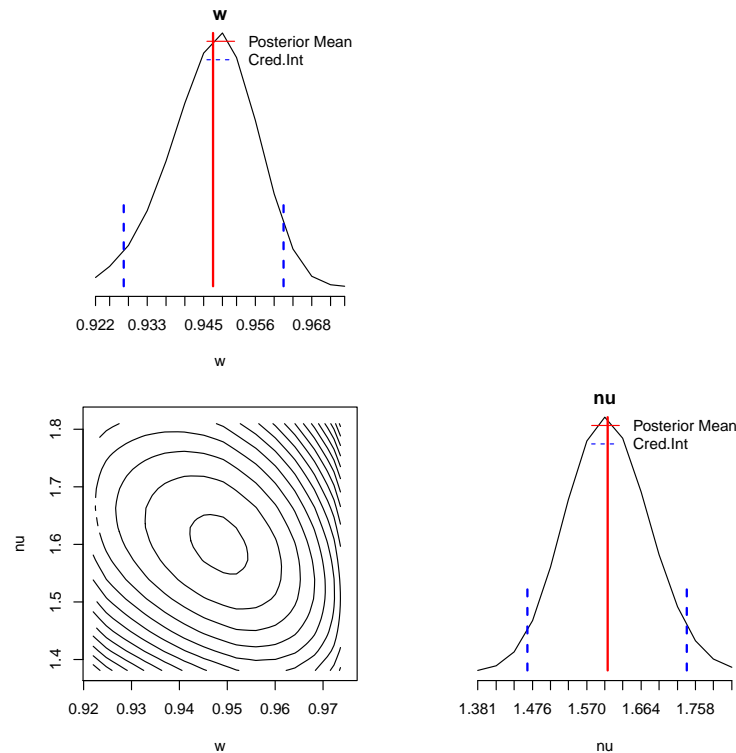 w
Posterior Mean
Cred.Int
0.922 0.933 0.945 0.956 0.968
w
nu
1.8
1.7
1.6
1.5
1.4
0.92 0.93 0.94 0.95 0.96 0.97
w
nu
Posterior Mean
Cred.Int
1.381 1.476 1.570 1.664 1.758
nu